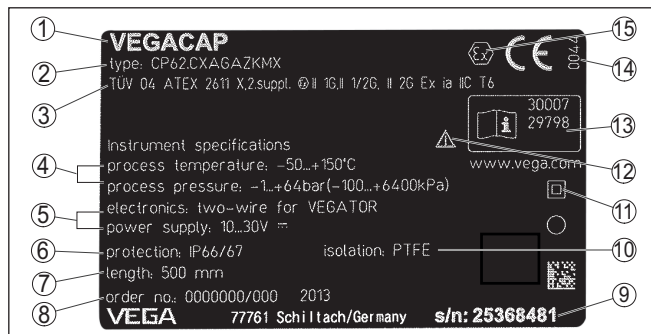 1
VEGACAP
15
CE
0044
2
type: CP62.CXAGAZKMX
14
3
TÜV 04 ATEX 2611 X,2.suppl. Ex II 1G,II 1/2G, II 2G Ex ia IIC T6
30007
29798
13
Instrument specifications
12
4
process temperature: -50...+150°C
www.vega.com
process pressure: -1...+64bar(-100...+6400kPa)
11
5
electronics: two-wire for VEGATOR
power supply: 10...30V
6
protection: IP66/67
isolation: PTFE
10
7
length: 500 mm
8
order no.: 0000000/000 2013
9
VEGA
77761 Schiltach/Germany
s/n: 25368481